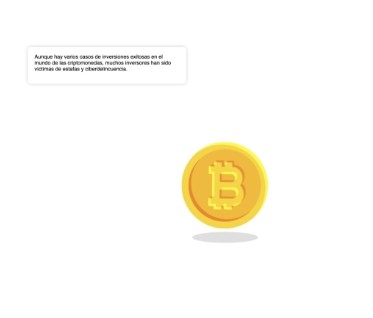 Aunque hay varios casos de inversiones exitosas en el
mundo de las criptomonedas, muchos inversores han sido
víctimas de estafas y ciberdelincuencia.